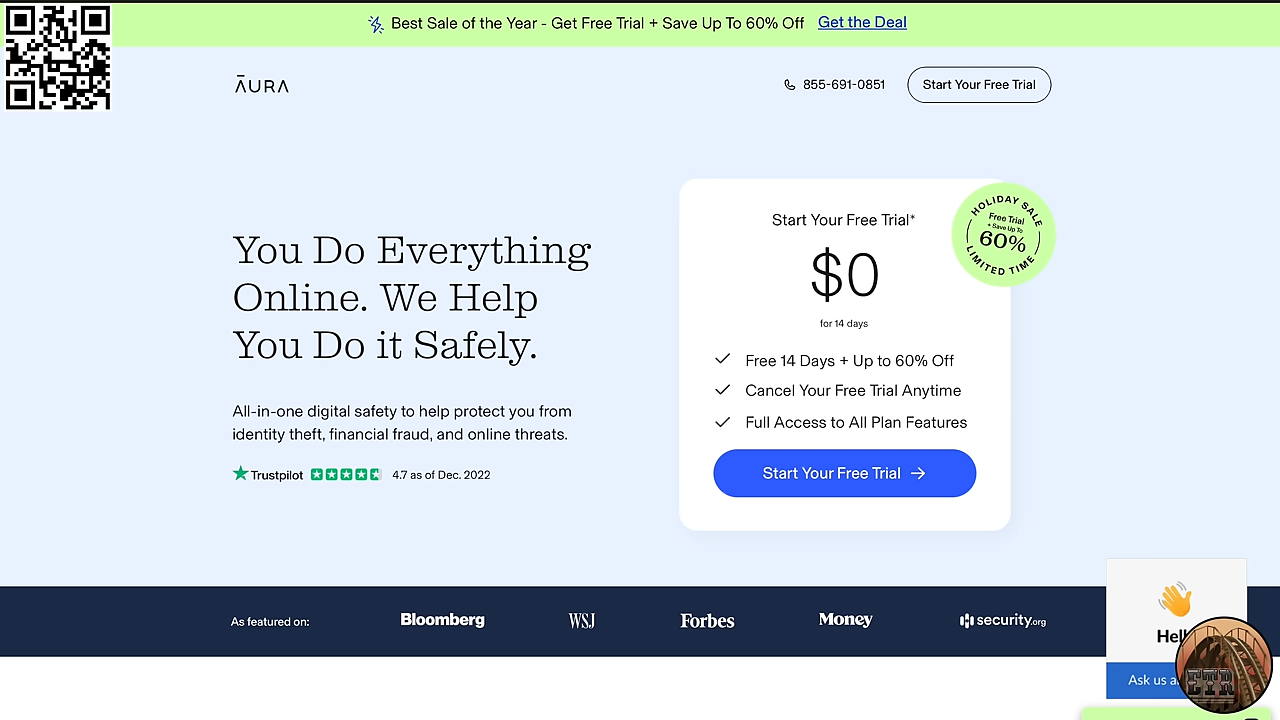 Best Sale of the Year - Get Free Trial + Save Up To 60% Off Get the Deal
ĀURA
855-691-0851
Start Your Free Trial
You Do Everything
Online. We Help
You Do it Safely.
All-in-one digital safety to help protect you from
identity theft, financial fraud, and online threats.
Trustpilot 4.7 as of Dec. 2022
Start Your Free Trial*
$0
for 14 days
Free 14 Days + Up to 60% Off
Cancel Your Free Trial Anytime
Full Access to All Plan Features
Start Your Free Trial
HOLIDAY SALE
Free Trial
+ Save Up To
60%
LIMITED TIME
As featured on:
Bloomberg
WSJ
Forbes
Money
security.org
Ask us
ETR